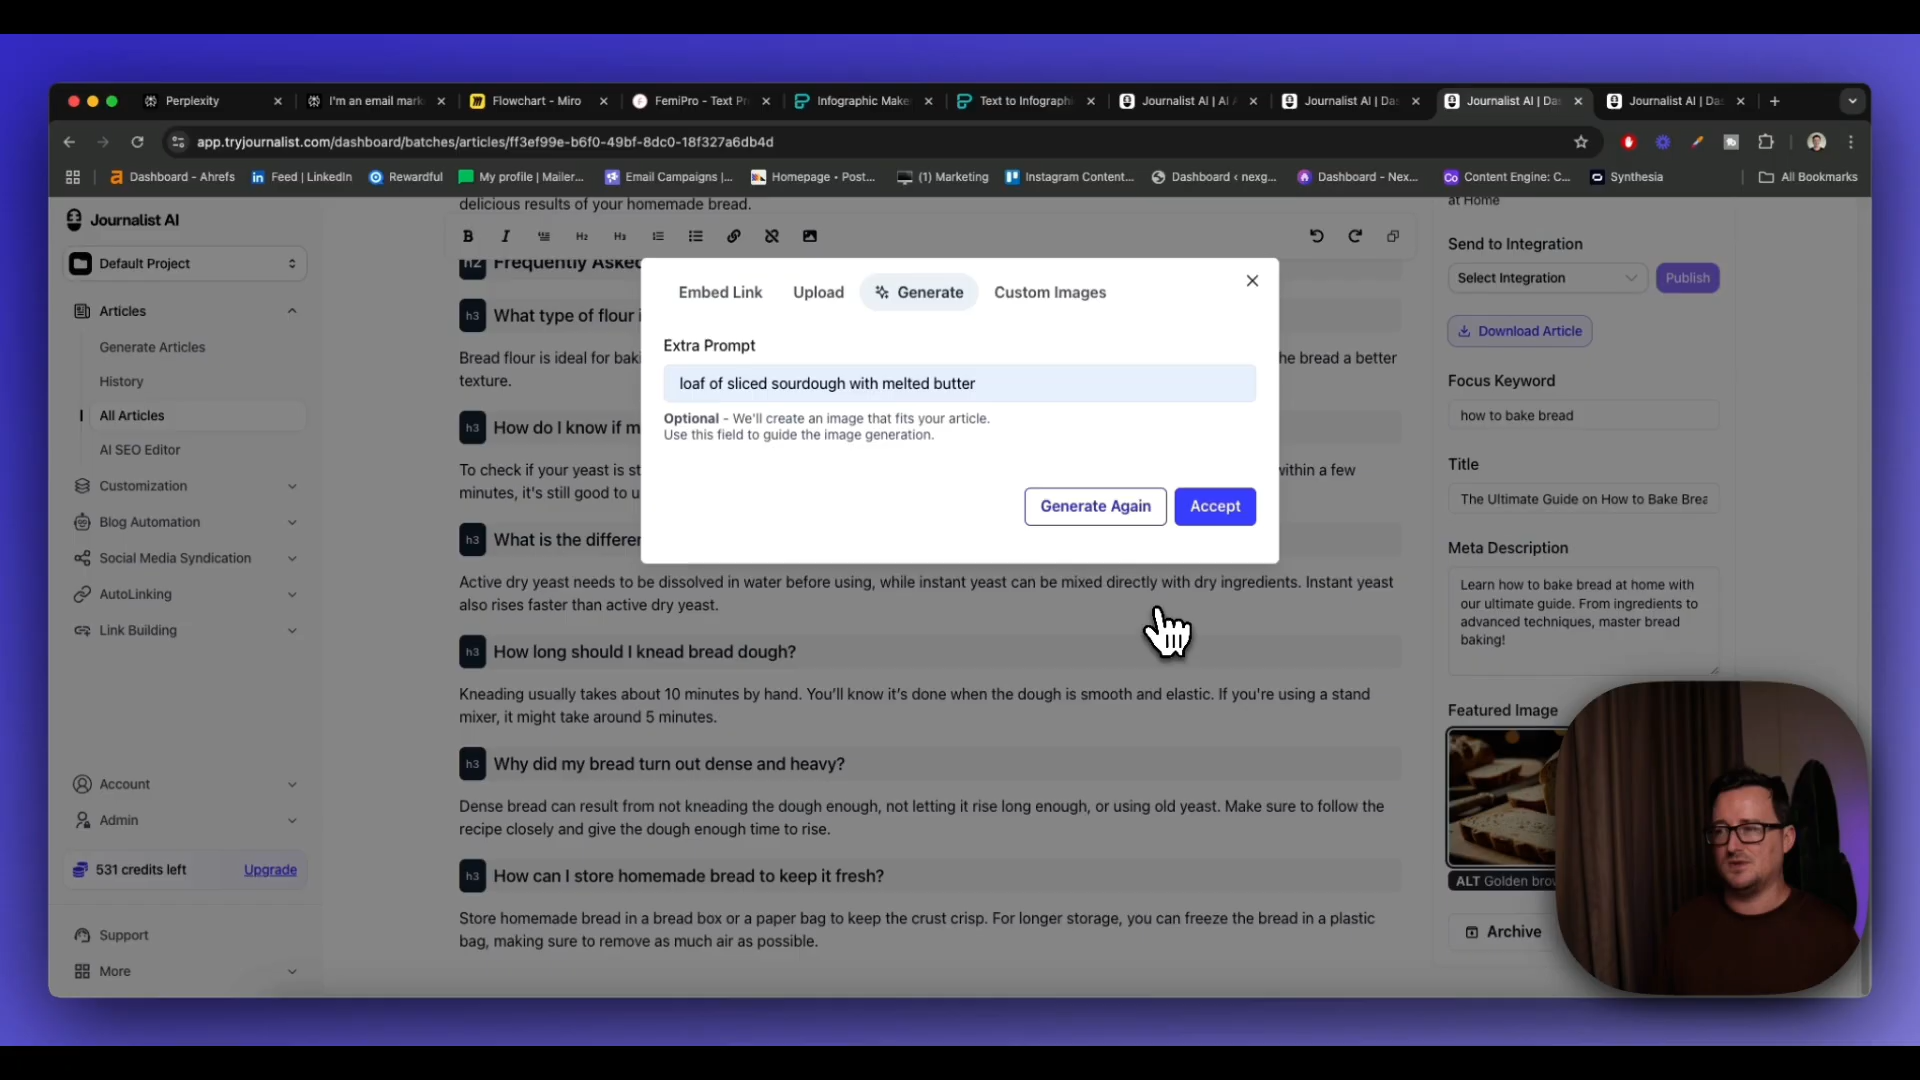 Perplexity
I'm an email mark
Flowchart - Miro
FemiPro - Text Pr
Infographic Make
Text to Infograph
Journalist AI | AI A
Journalist AI | Das
Journalist AI | Das
Journalist AI | Das
app.tryjournalist.com/dashboard/batches/articles/ff3ef99e-b6f0-49bf-8dc0-18f327a6db4d
Dashboard - Ahrefs
Feed | LinkedIn
Rewardful
My profile | Mailer...
Email Campaigns |...
Homepage • Post...
(1) Marketing
Instagram Content...
Dashboard ‹ nexg...
Dashboard - Nex...
Content Engine: C...
Synthesia
All Bookmarks
Journalist AI
Default Project
Articles
Generate Articles
History
All Articles
AI SEO Editor
Customization
Blog Automation
Social Media Syndication
AutoLinking
Link Building
Account
Admin
531 credits left
Upgrade
Support
More
delicious results of your homemade bread.
B I H2 H3
h2 Frequently Asked
h3 What type of flour i
Bread flour is ideal for baki
he bread a better
texture.
h3 How do I know if m
To check if your yeast is st
within a few
minutes, it's still good to u
h3 What is the differen
Active dry yeast needs to be dissolved in water before using, while instant yeast can be mixed directly with dry ingredients. Instant yeast
also rises faster than active dry yeast.
h3 How long should I knead bread dough?
Kneading usually takes about 10 minutes by hand. You'll know it's done when the dough is smooth and elastic. If you're using a stand
mixer, it might take around 5 minutes.
h3 Why did my bread turn out dense and heavy?
Dense bread can result from not kneading the dough enough, not letting it rise long enough, or using old yeast. Make sure to follow the
recipe closely and give the dough enough time to rise.
h3 How can I store homemade bread to keep it fresh?
Store homemade bread in a bread box or a paper bag to keep the crust crisp. For longer storage, you can freeze the bread in a plastic
bag, making sure to remove as much air as possible.
Embed Link
Upload
Generate
Custom Images
Extra Prompt
loaf of sliced sourdough with melted butter
Optional - We'll create an image that fits your article.
Use this field to guide the image generation.
Generate Again
Accept
at Home
Send to Integration
Select Integration
Publish
Download Article
Focus Keyword
how to bake bread
Title
The Ultimate Guide on How to Bake Brea
Meta Description
Learn how to bake bread at home with
our ultimate guide. From ingredients to
advanced techniques, master bread
baking!
Featured Image
ALT Golden brov
Archive